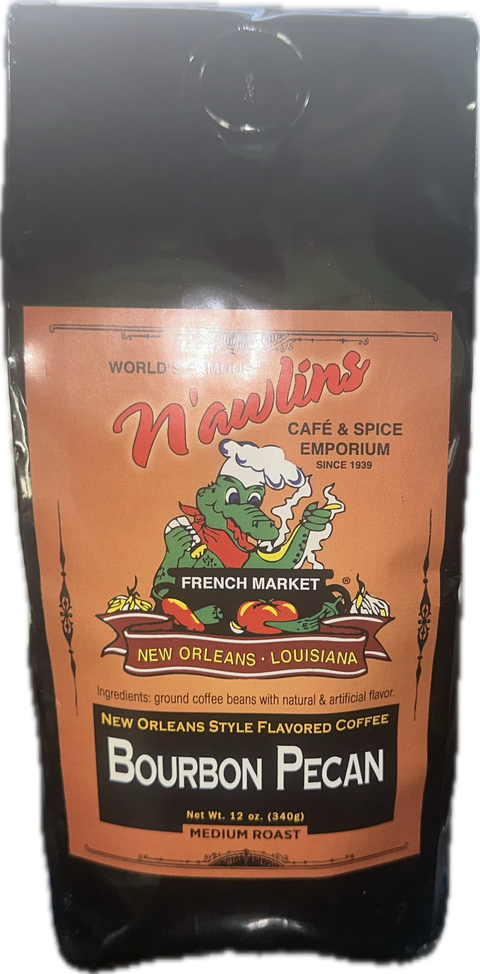 WORLD'S FAMOUS
N'awlins
CAFÉ & SPICE
EMPORIUM
SINCE 1939
FRENCH MARKET ®
NEW ORLEANS · LOUISIANA
Ingredients: ground coffee beans with natural & artificial flavor.
NEW ORLEANS STYLE FLAVORED COFFEE
BOURBON PECAN
Net Wt. 12 oz. (340g)
MEDIUM ROAST